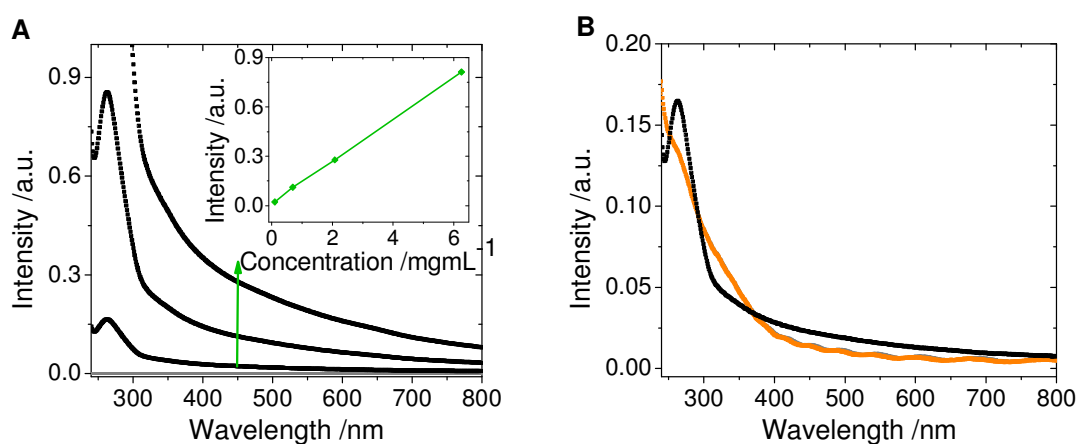 A
Intensity /a.u.
0.9
0.6
0.3
0.0
300 400 500 600 700 800
Wavelength /nm
Intensity /a.u.
0.9
0.6
0.3
0.0
0 2 4 6
Concentration /mgmL-1
B
Intensity /a.u.
0.20
0.15
0.10
0.05
0.00
300 400 500 600 700 800
Wavelength /nm